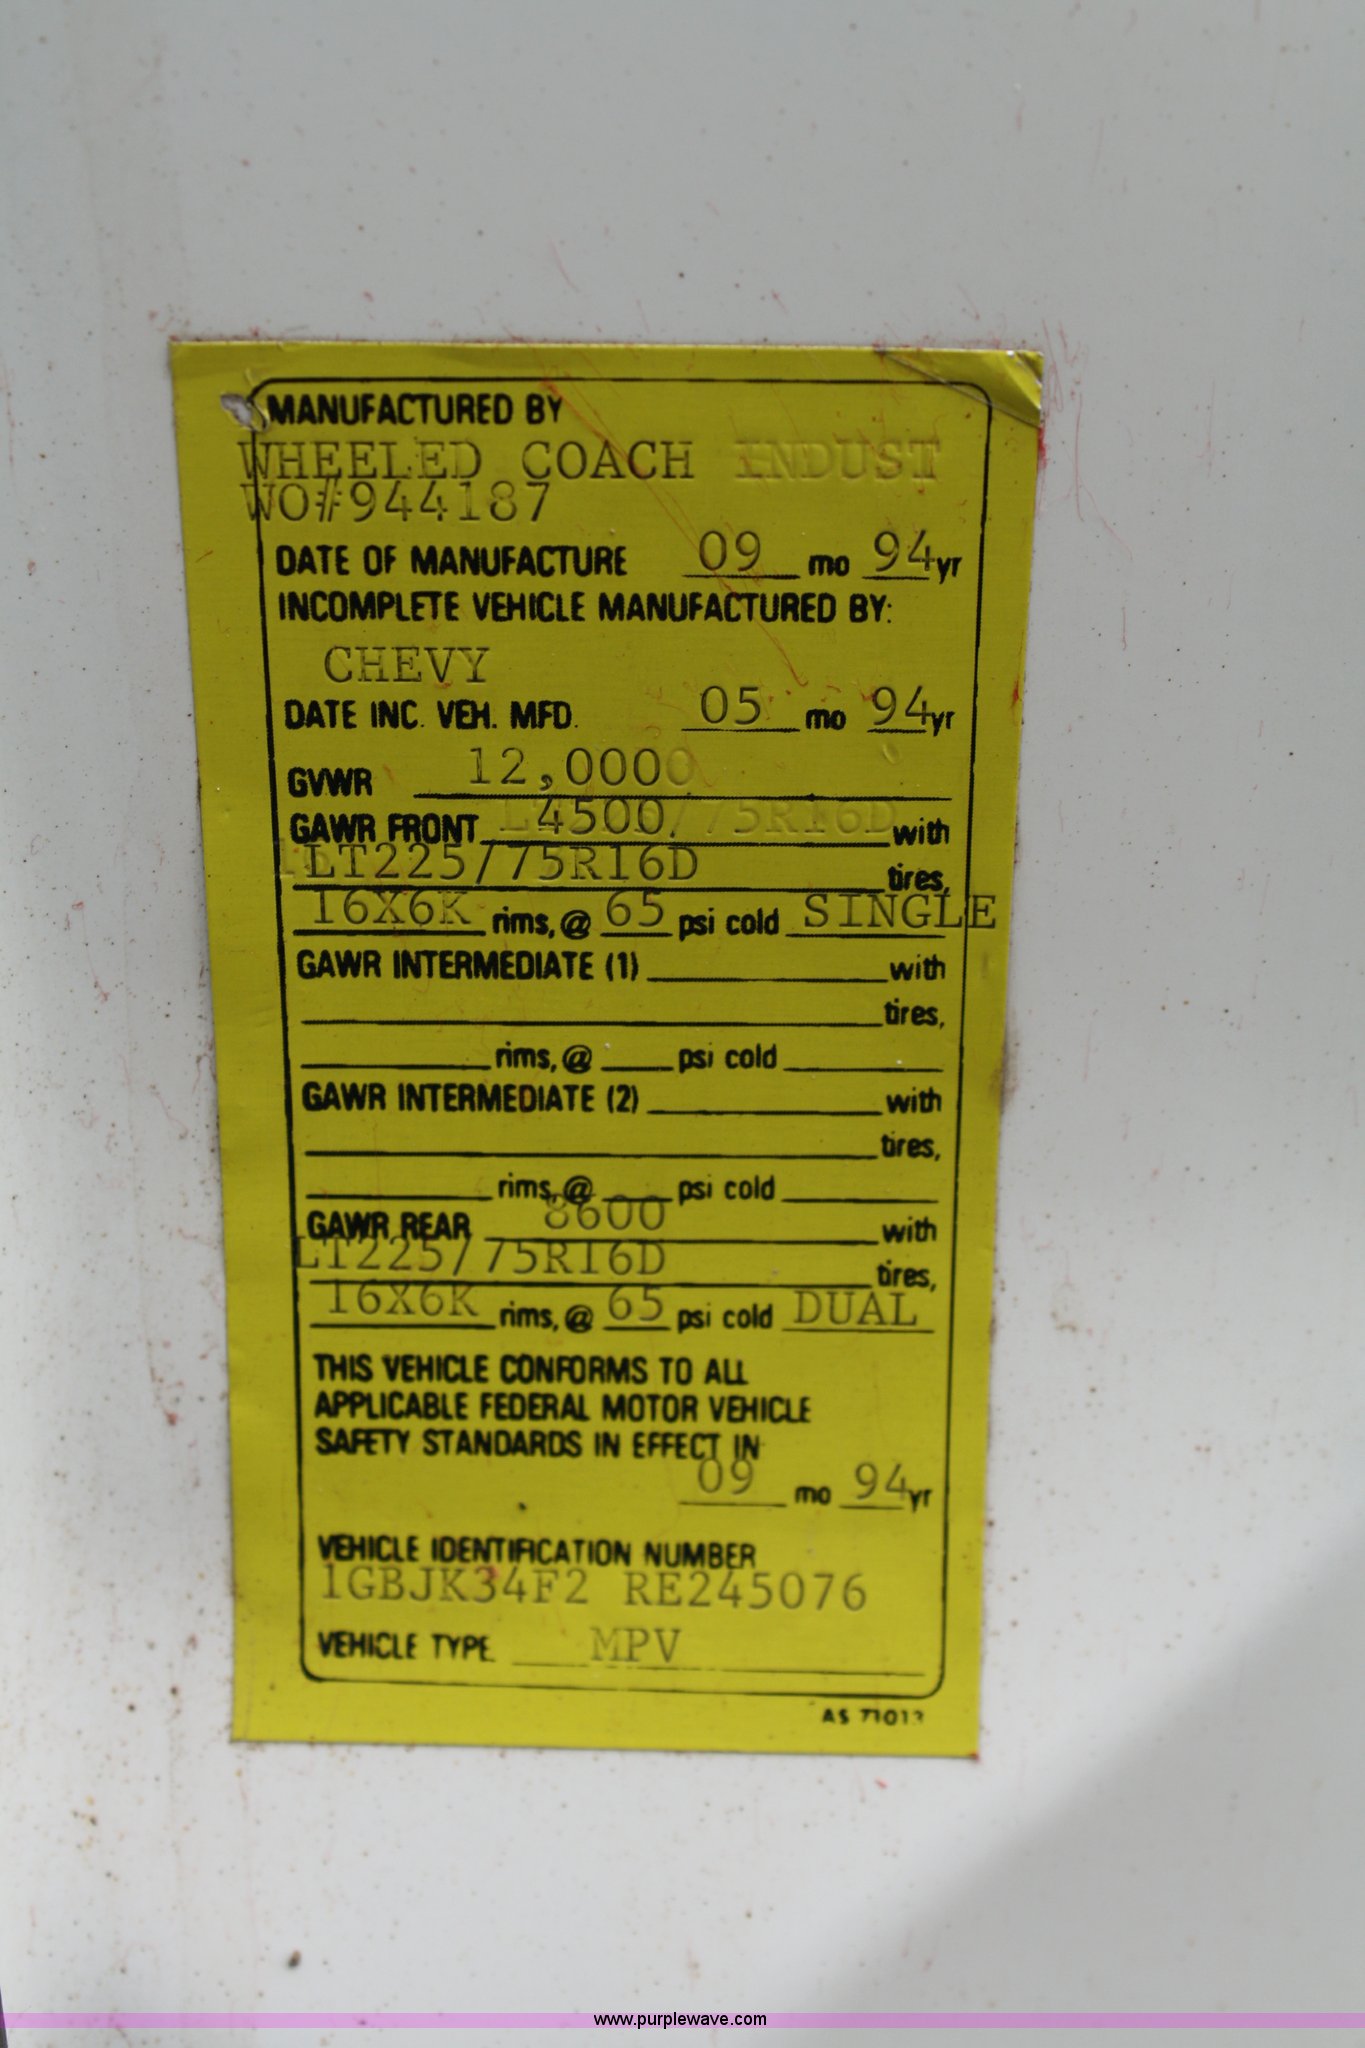 MANUFACTURED BY
WHEELED COACH INDUST
WO#944187
DATE OF MANUFACTURE 09 mo 94 yr
INCOMPLETE VEHICLE MANUFACTURED BY:
CHEVY
DATE INC. VEH. MFD. 05 mo 94 yr
GVWR 12,0000
GAWR FRONT 4500 with
LT225/75R16D tires,
16X6K rims, @ 65 psi cold SINGLE
GAWR INTERMEDIATE (1) with
tires,
rims, @ psi cold
GAWR INTERMEDIATE (2) with
tires,
rims, @ psi cold
GAWR REAR 8600 with
LT225/75R16D tires,
16X6K rims, @ 65 psi cold DUAL
THIS VEHICLE CONFORMS TO ALL
APPLICABLE FEDERAL MOTOR VEHICLE
SAFETY STANDARDS IN EFFECT IN
09 mo 94 yr
VEHICLE IDENTIFICATION NUMBER
1GBJK34F2 RE245076
VEHICLE TYPE MPV
AS 71013
www.purplewave.com